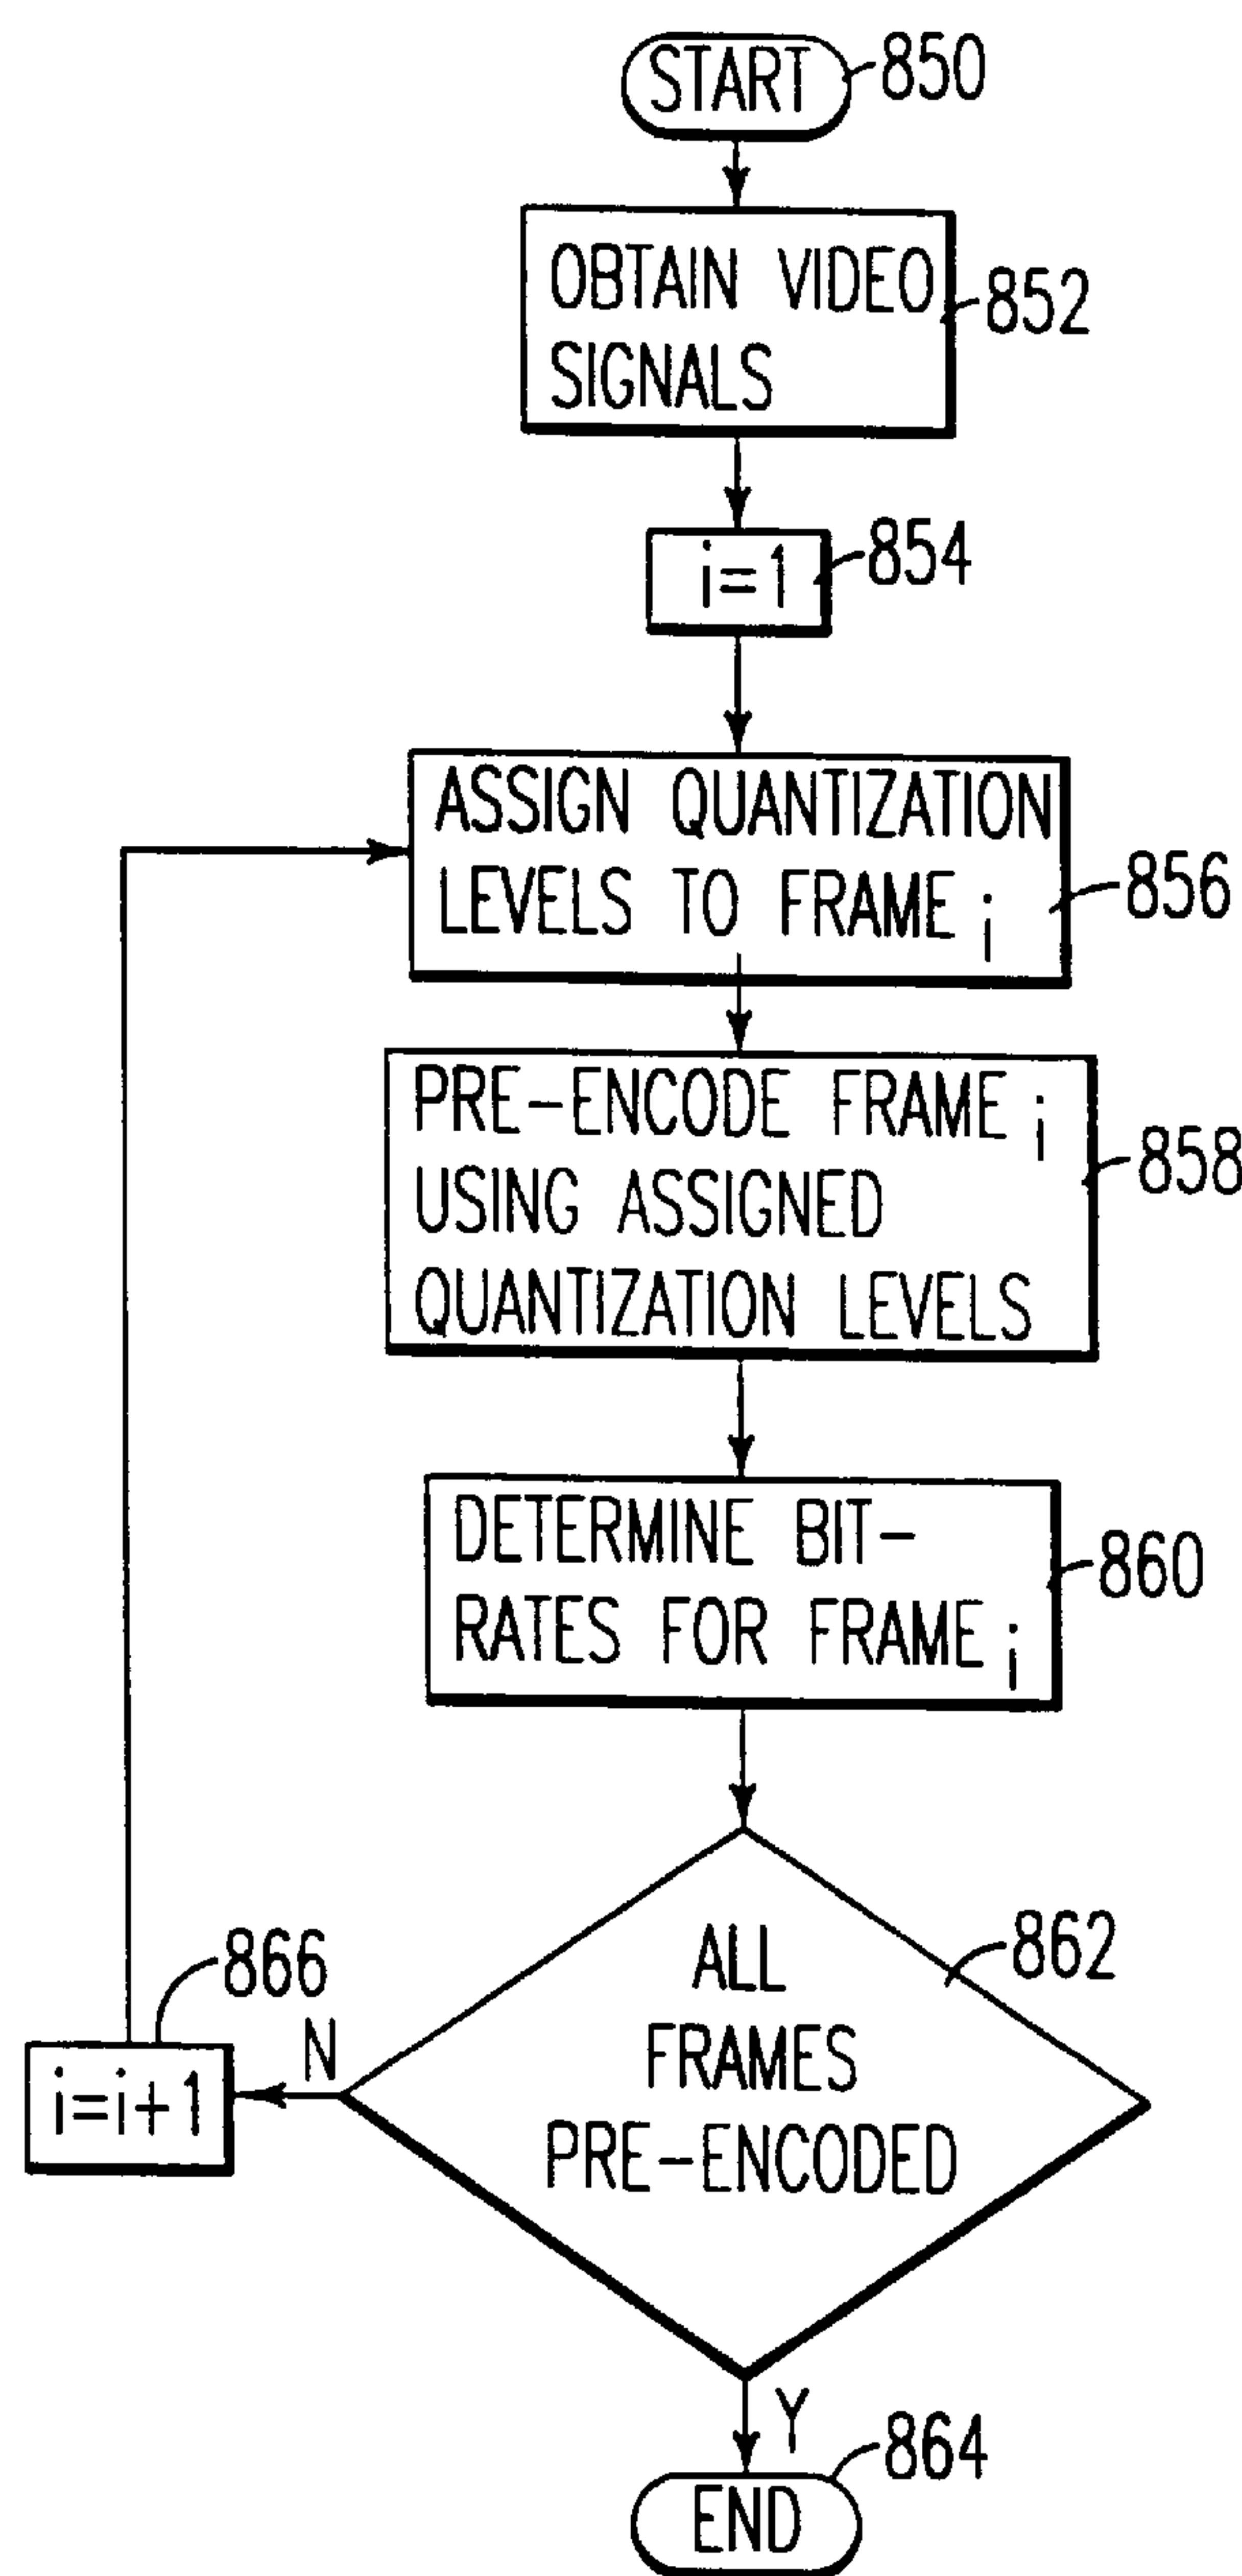 START 850
OBTAIN VIDEO
SIGNALS
852
i=1 854
ASSIGN QUANTIZATION
LEVELS TO FRAME i
856
PRE-ENCODE FRAME i
USING ASSIGNED
QUANTIZATION LEVELS
858
DETERMINE BIT-
RATES FOR FRAME i
860
ALL
FRAMES
PRE-ENCODED
862
N
866
i=i+1
Y
864
END